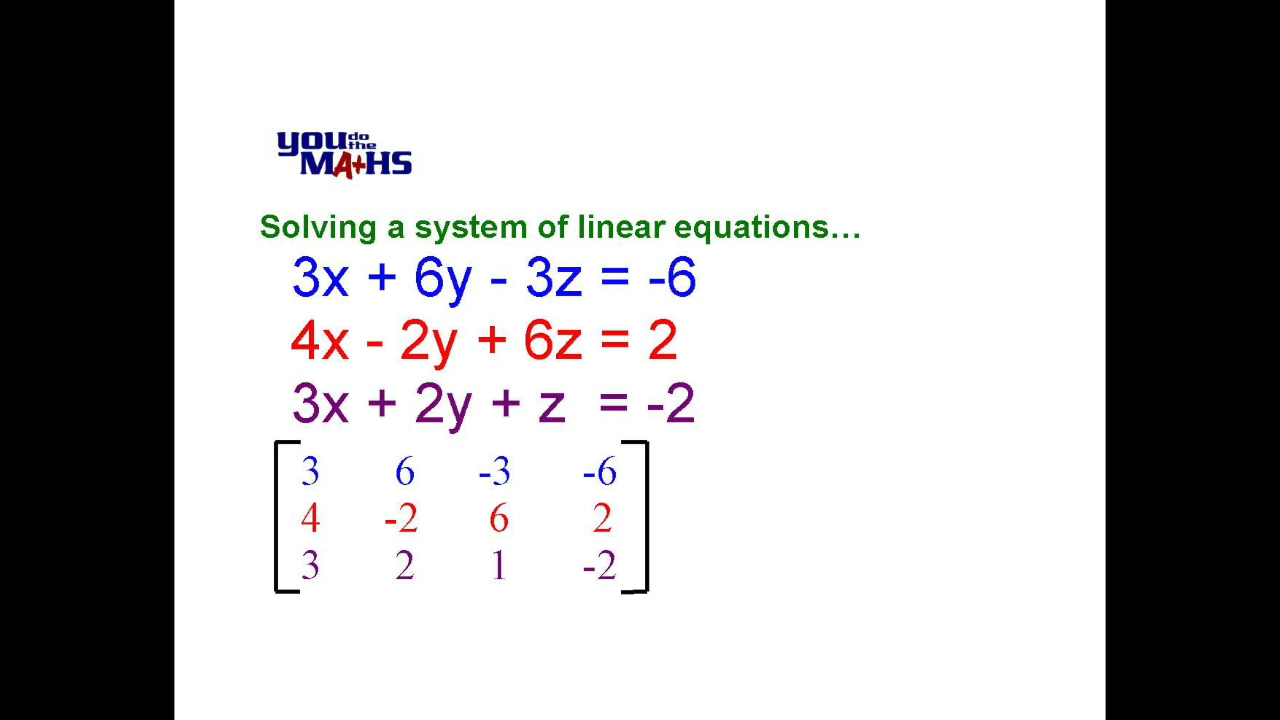 you do the
MA+HS
Solving a system of linear equations…
3x + 6y - 3z = -6
4x - 2y + 6z = 2
3x + 2y + z = -2
3 6 -3 -6
4 -2 6 2
3 2 1 -2